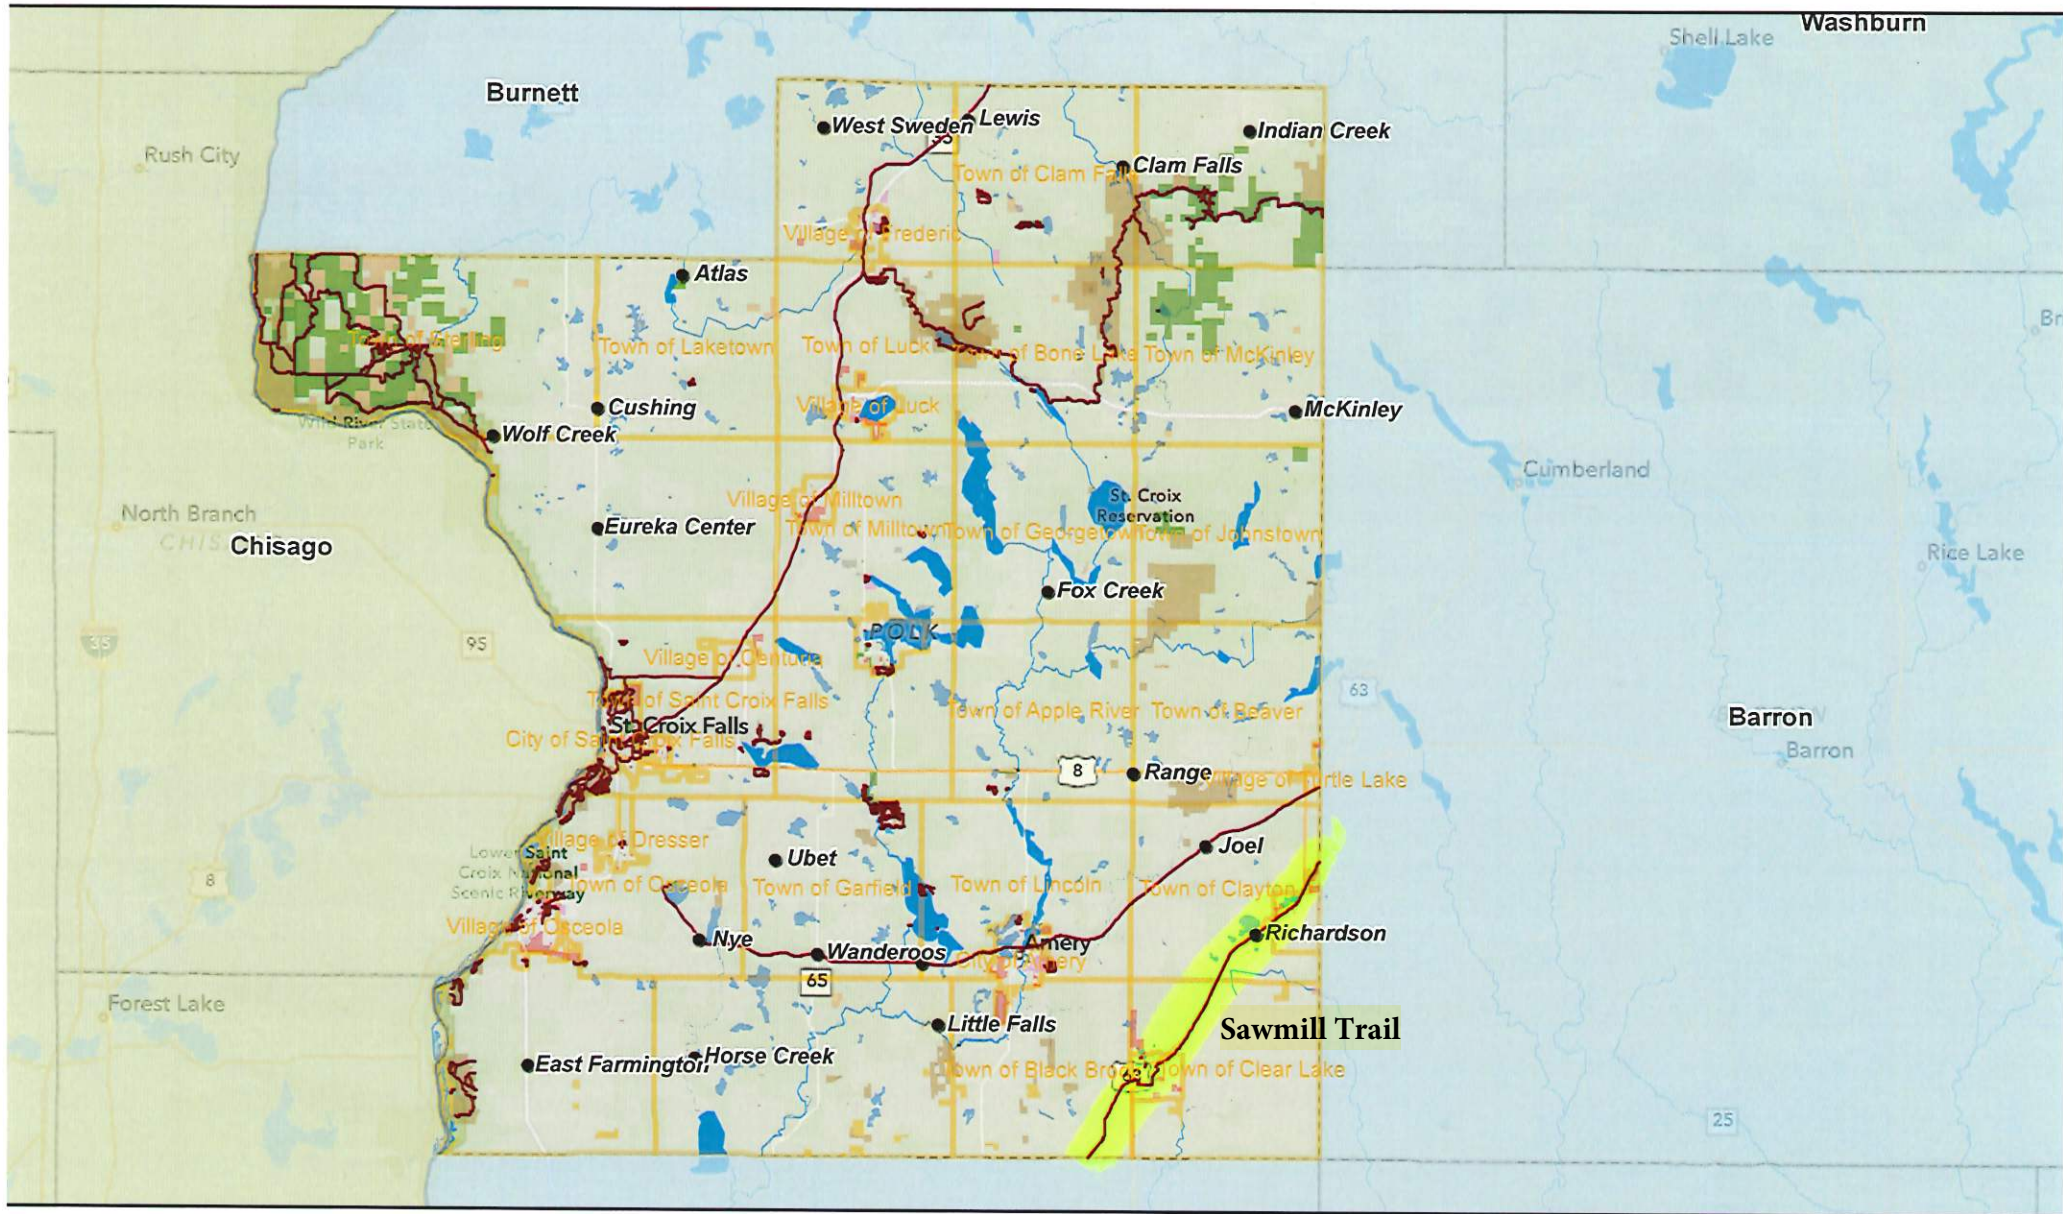 Washburn
Shell Lake
Burnett
Lewis
West Sweden
Indian Creek
35
Rush City
Clam Falls
Town of Clam Falls
Village of Frederic
Atlas
Town of Sterling
Town of Laketown
Town of Luck
Town of Bone Lake
Town of McKinley
Cushing
Village of Luck
McKinley
Wild River State
Park
Wolf Creek
Cumberland
Village of Milltown
St. Croix
Reservation
North Branch
Eureka Center
Town of Milltown
Town of Georgetown
Town of Johnstown
Chisago
Rice Lake
Fox Creek
POLK
35
95
Village of Centuria
63
Town of Saint Croix Falls
Town of Apple River
Town of Beaver
St. Croix Falls
Barron
City of Saint Croix Falls
Barron
8
Range
Village of Turtle Lake
Village of Dresser
Joel
Lower Saint
Croix National
Scenic Riverway
Ubet
8
Town of Osceola
Town of Garfield
Town of Lincoln
Town of Clayton
Village of Osceola
Nye
Richardson
Wanderoos
Amery
City of Amery
65
Forest Lake
Little Falls
Sawmill Trail
Horse Creek
East Farmington
Town of Black Brook
63
Town of Clear Lake
25